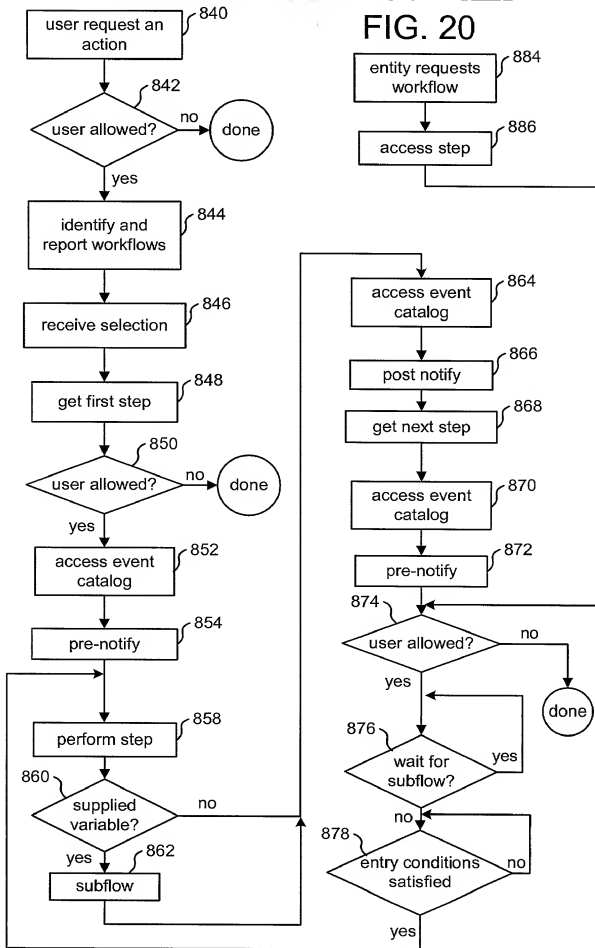 FIG. 20
user request an
action
840
842
user allowed?
no
done
yes
identify and
report workflows
844
receive selection
846
get first step
848
850
user allowed?
no
done
yes
access event
catalog
852
pre-notify
854
perform step
858
860
supplied
variable?
no
yes
862
subflow
entity requests
workflow
884
access step
886
access event
catalog
864
post notify
866
get next step
868
access event
catalog
870
pre-notify
872
874
user allowed?
no
done
yes
876
wait for
subflow?
yes
no
878
entry conditions
satisfied
no
yes